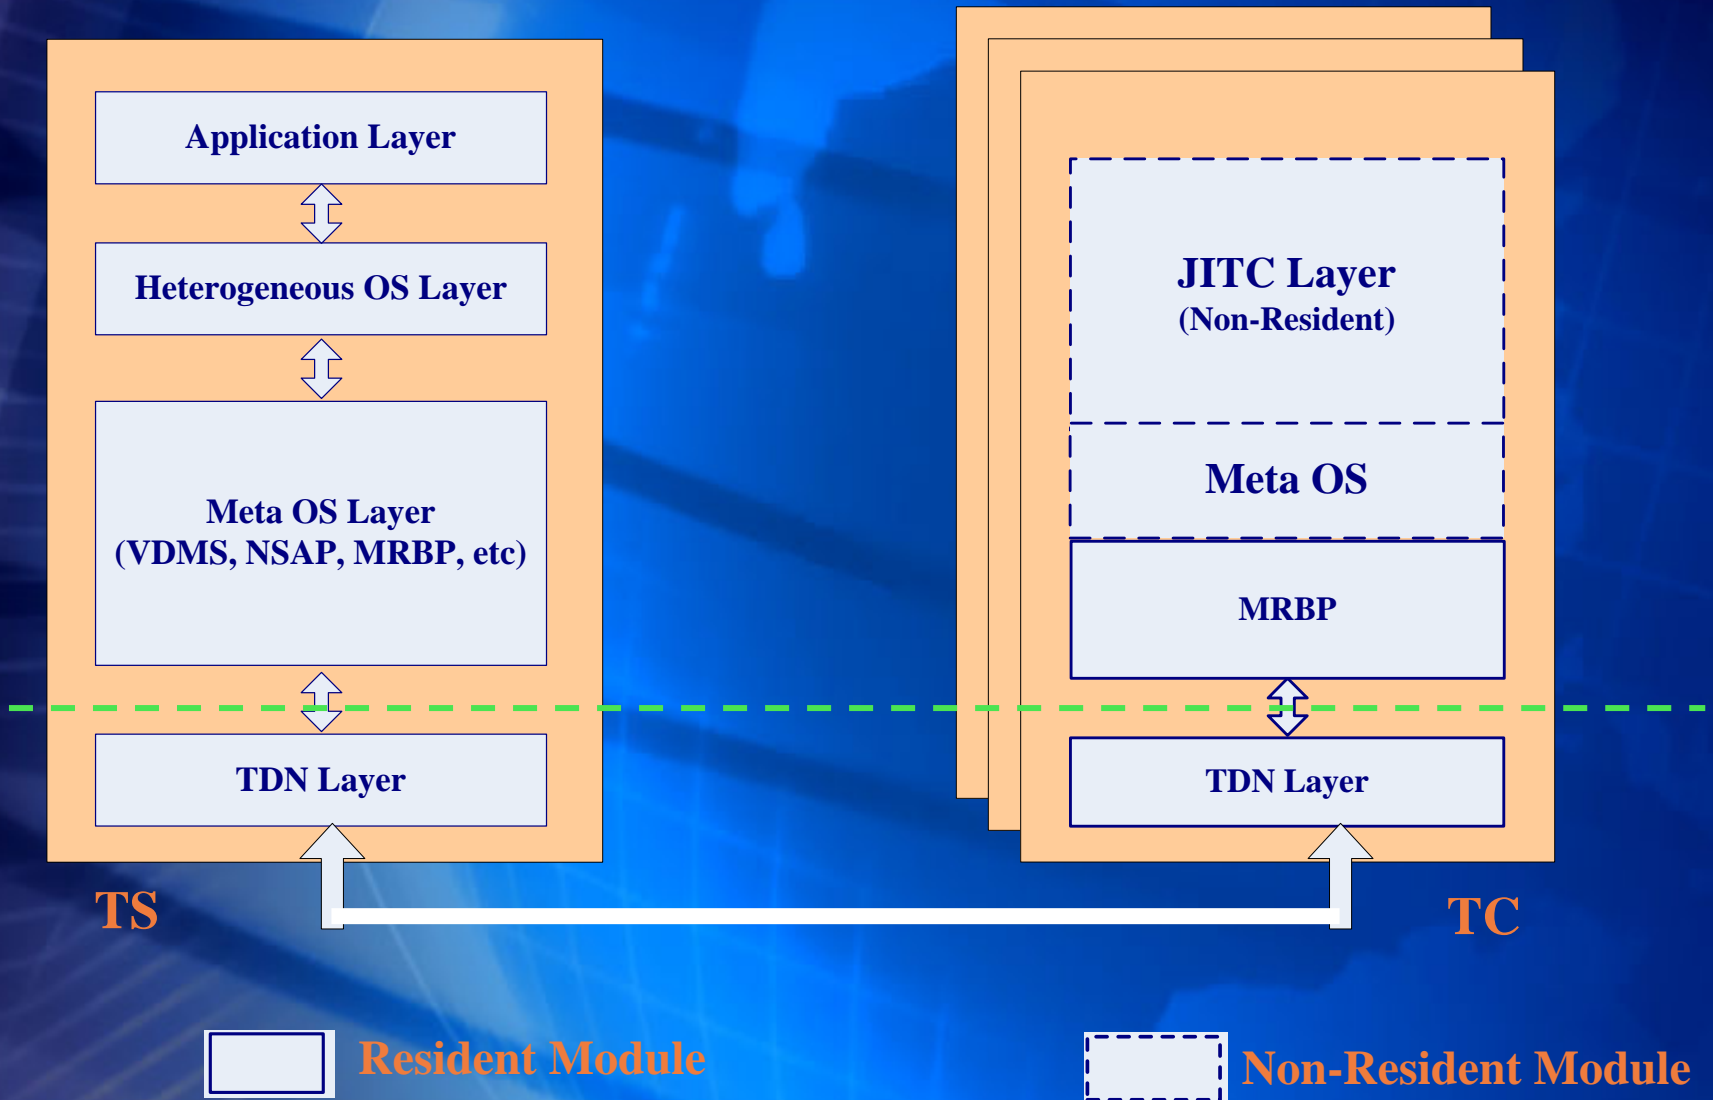 Application Layer
Heterogeneous OS Layer
Meta OS Layer
(VDMS, NSAP, MRBP, etc)
TDN Layer
TS
JITC Layer
(Non-Resident)
Meta OS
MRBP
TDN Layer
TC
Resident Module
Non-Resident Module